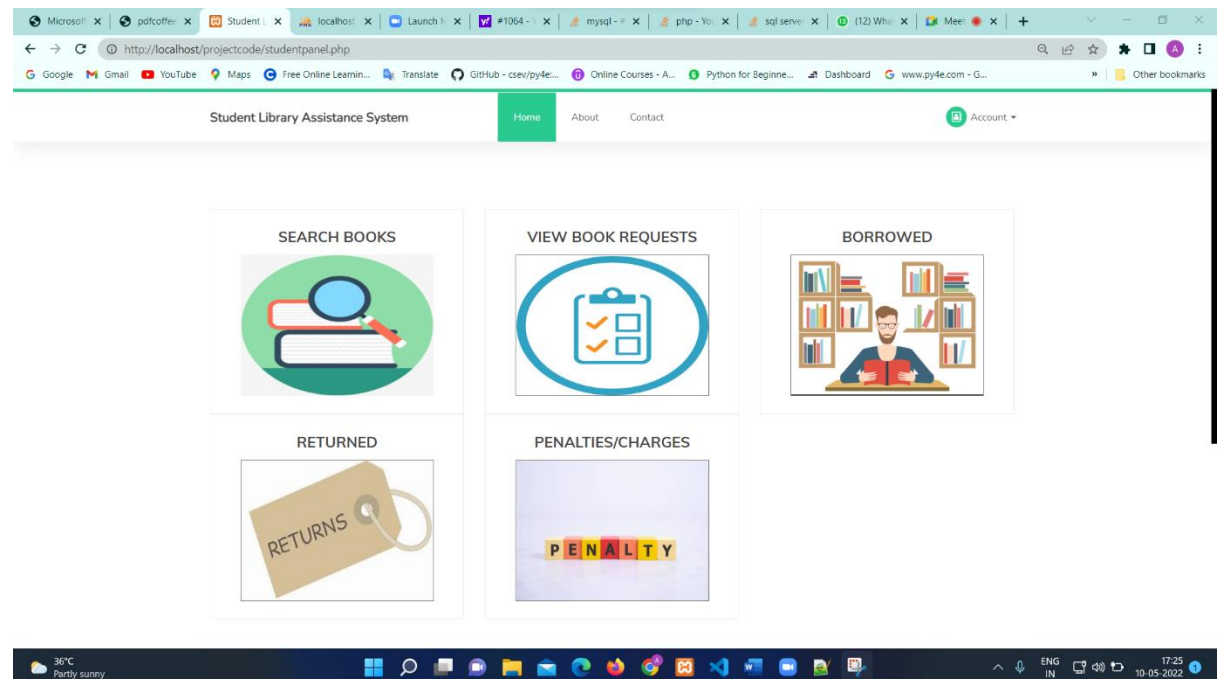 Microsoft
pdfcoffee
Student L
localhost
Launch M
#1064 -
mysql - #
php - You
sql server
(12) Wha
Meet
http://localhost/projectcode/studentpanel.php
A
Google
Gmail
YouTube
Maps
Free Online Learnin...
Translate
GitHub - csev/py4e:...
Online Courses - A...
Python for Beginne...
Dashboard
www.py4e.com - G...
»
Other bookmarks
Student Library Assistance System
Home
About
Contact
Account
SEARCH BOOKS
VIEW BOOK REQUESTS
BORROWED
RETURNED
PENALTIES/CHARGES
RETURNS
PENALTY
36°C
Partly sunny
ENG
IN
17:25
10-05-2022
1